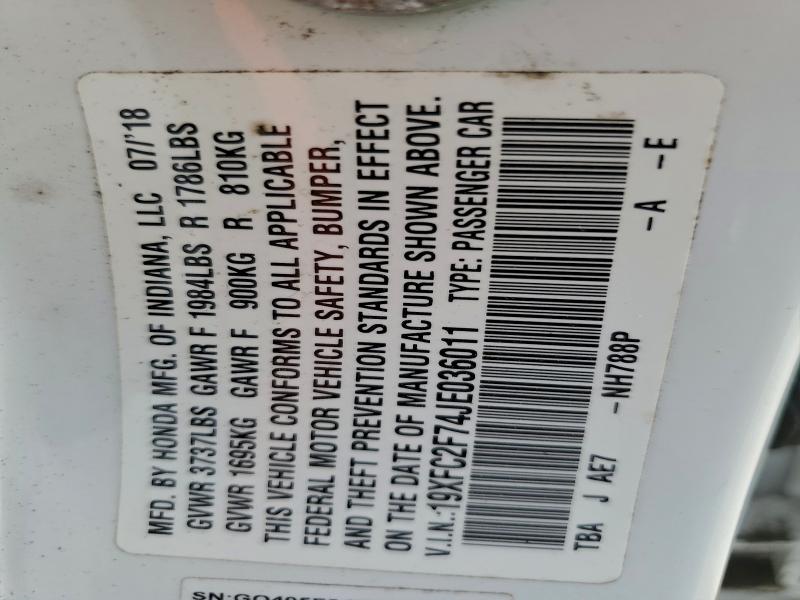 MFD. BY HONDA MFG. OF INDIANA, LLC 07/'18
GVWR 3737LBS GAWR F 1984LBS R 1786LBS
GVWR 1695KG GAWR F 900KG R 810KG
THIS VEHICLE CONFORMS TO ALL APPLICABLE
FEDERAL MOTOR VEHICLE SAFETY, BUMPER,
AND THEFT PREVENTION STANDARDS IN EFFECT
ON THE DATE OF MANUFACTURE SHOWN ABOVE.
V.I.N.:19XFC2F74JE036011 TYPE: PASSENGER CAR
TBA J AE7 -NH788P -A -E